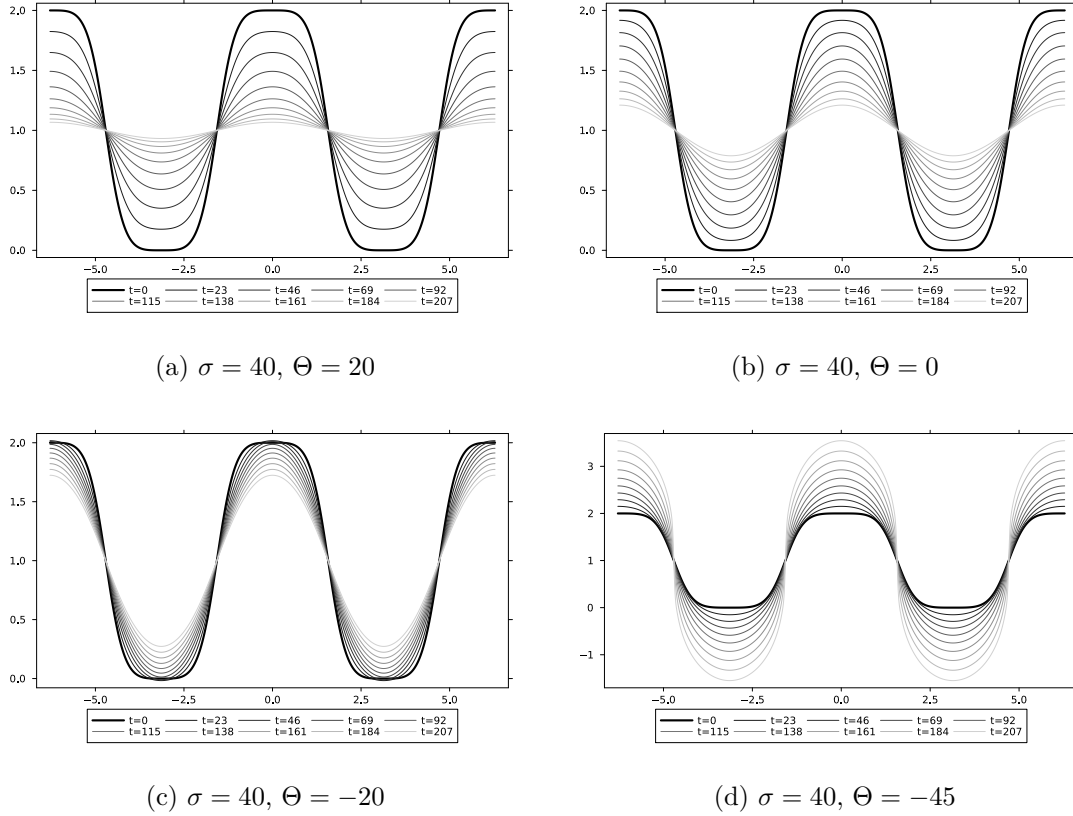 2.0
1.5
1.0
0.5
0.0
−5.0 −2.5 0.0 2.5 5.0
t=0 t=23 t=46 t=69 t=92
t=115 t=138 t=161 t=184 t=207
(a) σ = 40, Θ = 20
2.0
1.5
1.0
0.5
0.0
−5.0 −2.5 0.0 2.5 5.0
t=0 t=23 t=46 t=69 t=92
t=115 t=138 t=161 t=184 t=207
(b) σ = 40, Θ = 0
2.0
1.5
1.0
0.5
0.0
−5.0 −2.5 0.0 2.5 5.0
t=0 t=23 t=46 t=69 t=92
t=115 t=138 t=161 t=184 t=207
(c) σ = 40, Θ = −20
3
2
1
0
−1
−5.0 −2.5 0.0 2.5 5.0
t=0 t=23 t=46 t=69 t=92
t=115 t=138 t=161 t=184 t=207
(d) σ = 40, Θ = −45